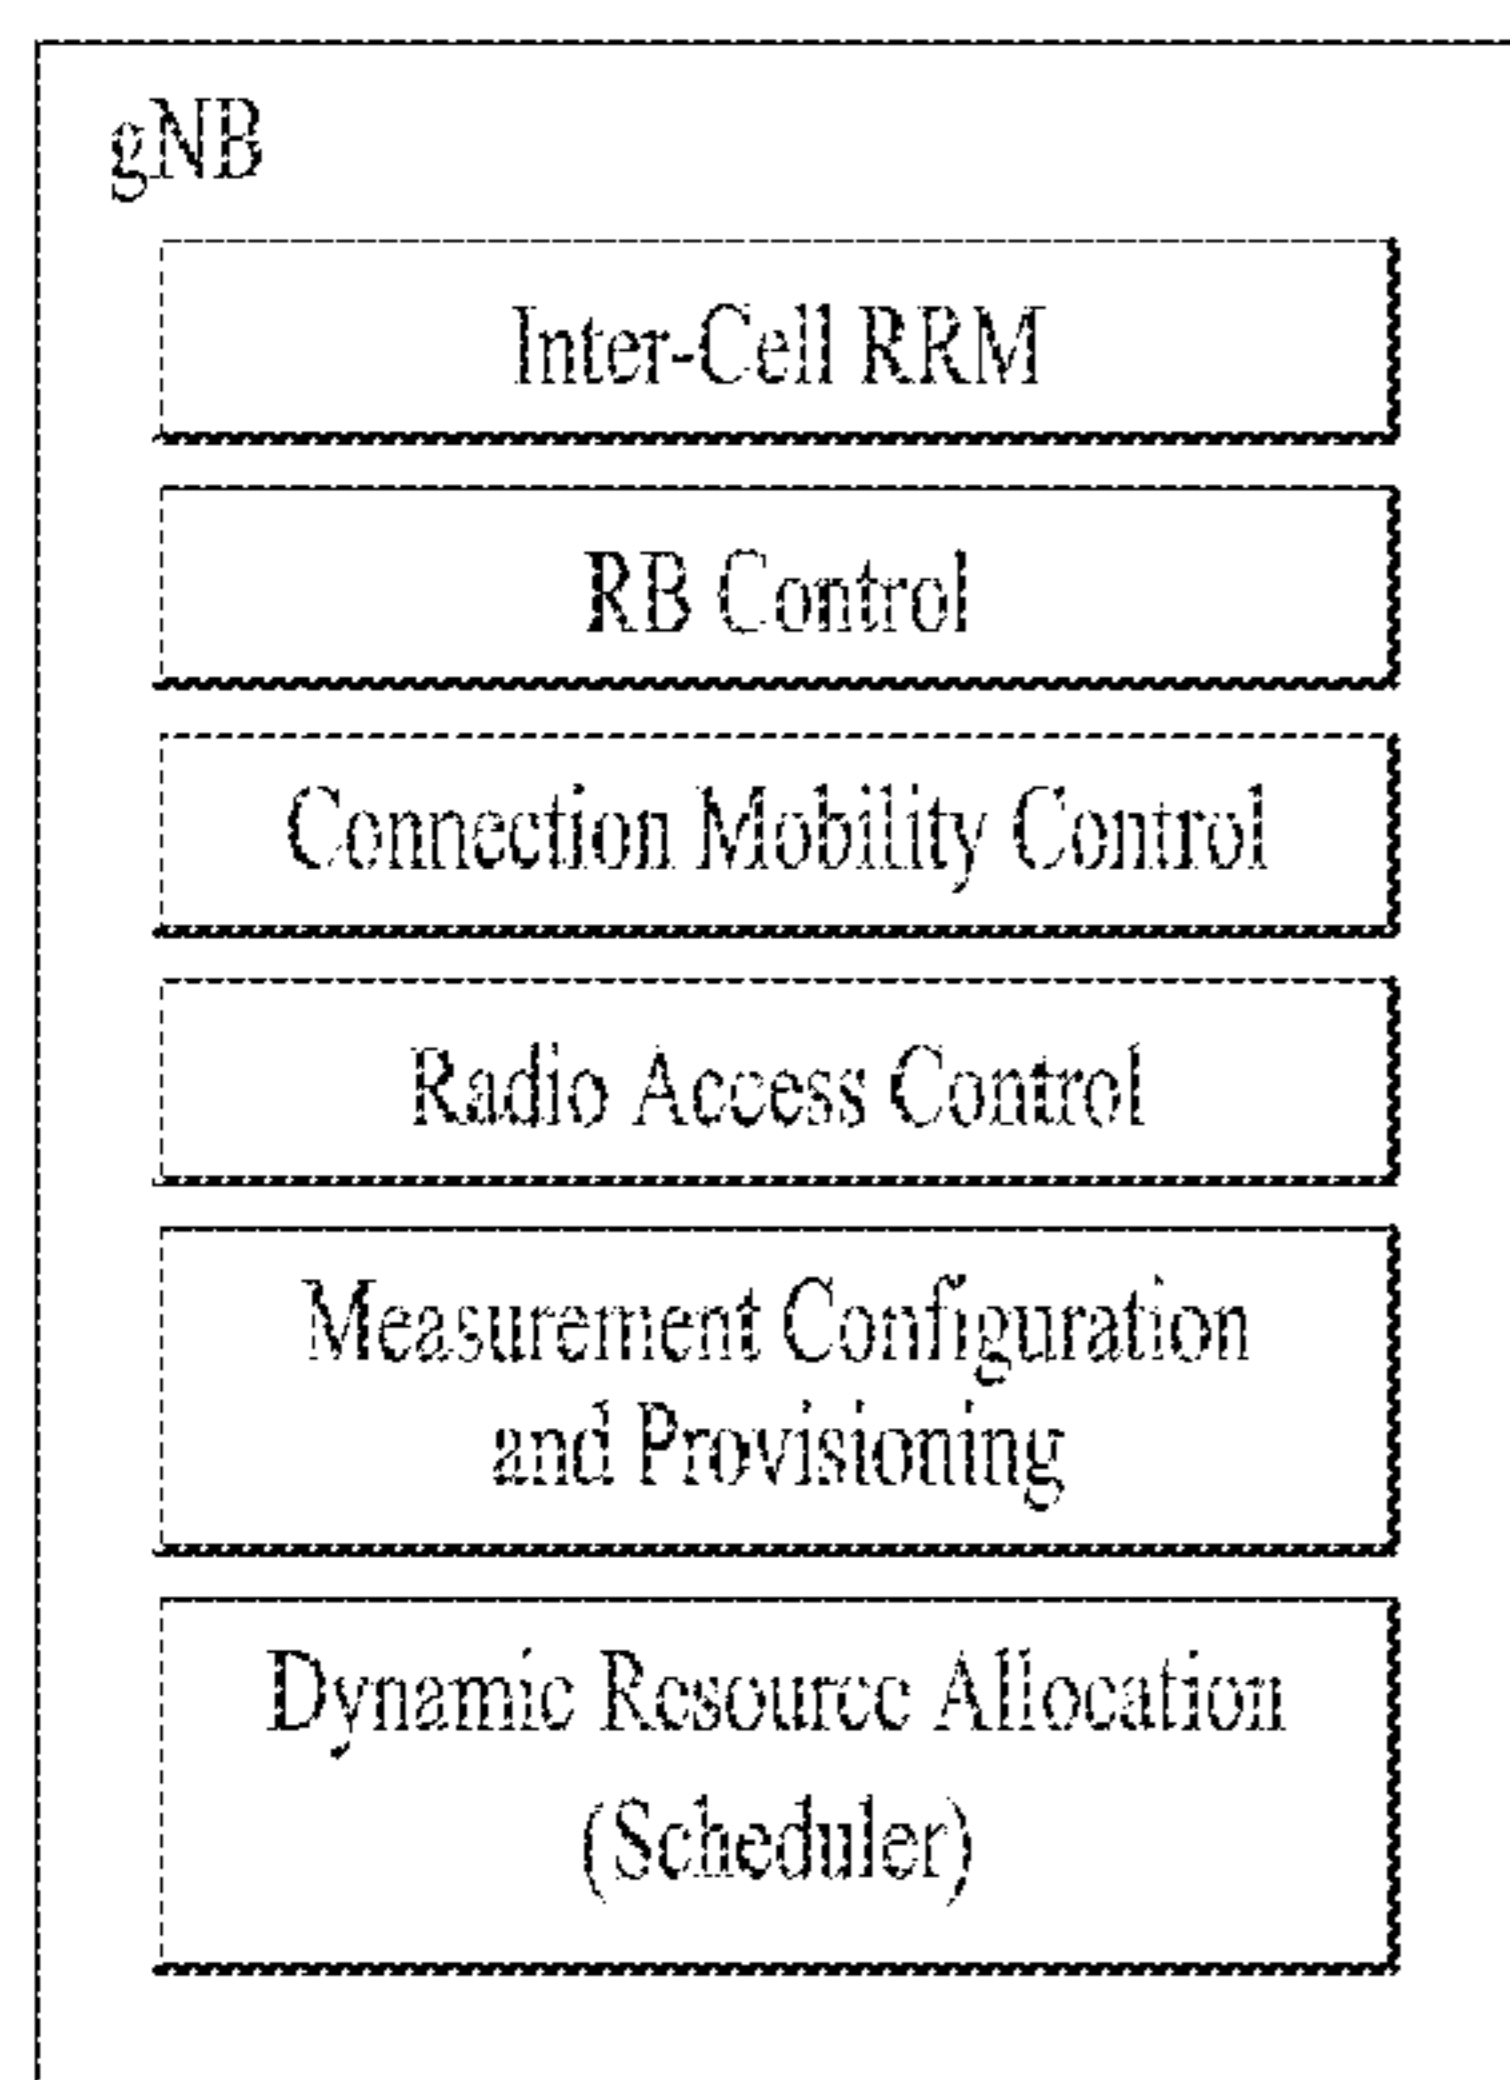 gNB
Inter-Cell RRM
RB Control
Connection Mobility Control
Radio Access Control
Measurement Configuration
and Provisioning
Dynamic Resource Allocation
(Scheduler)